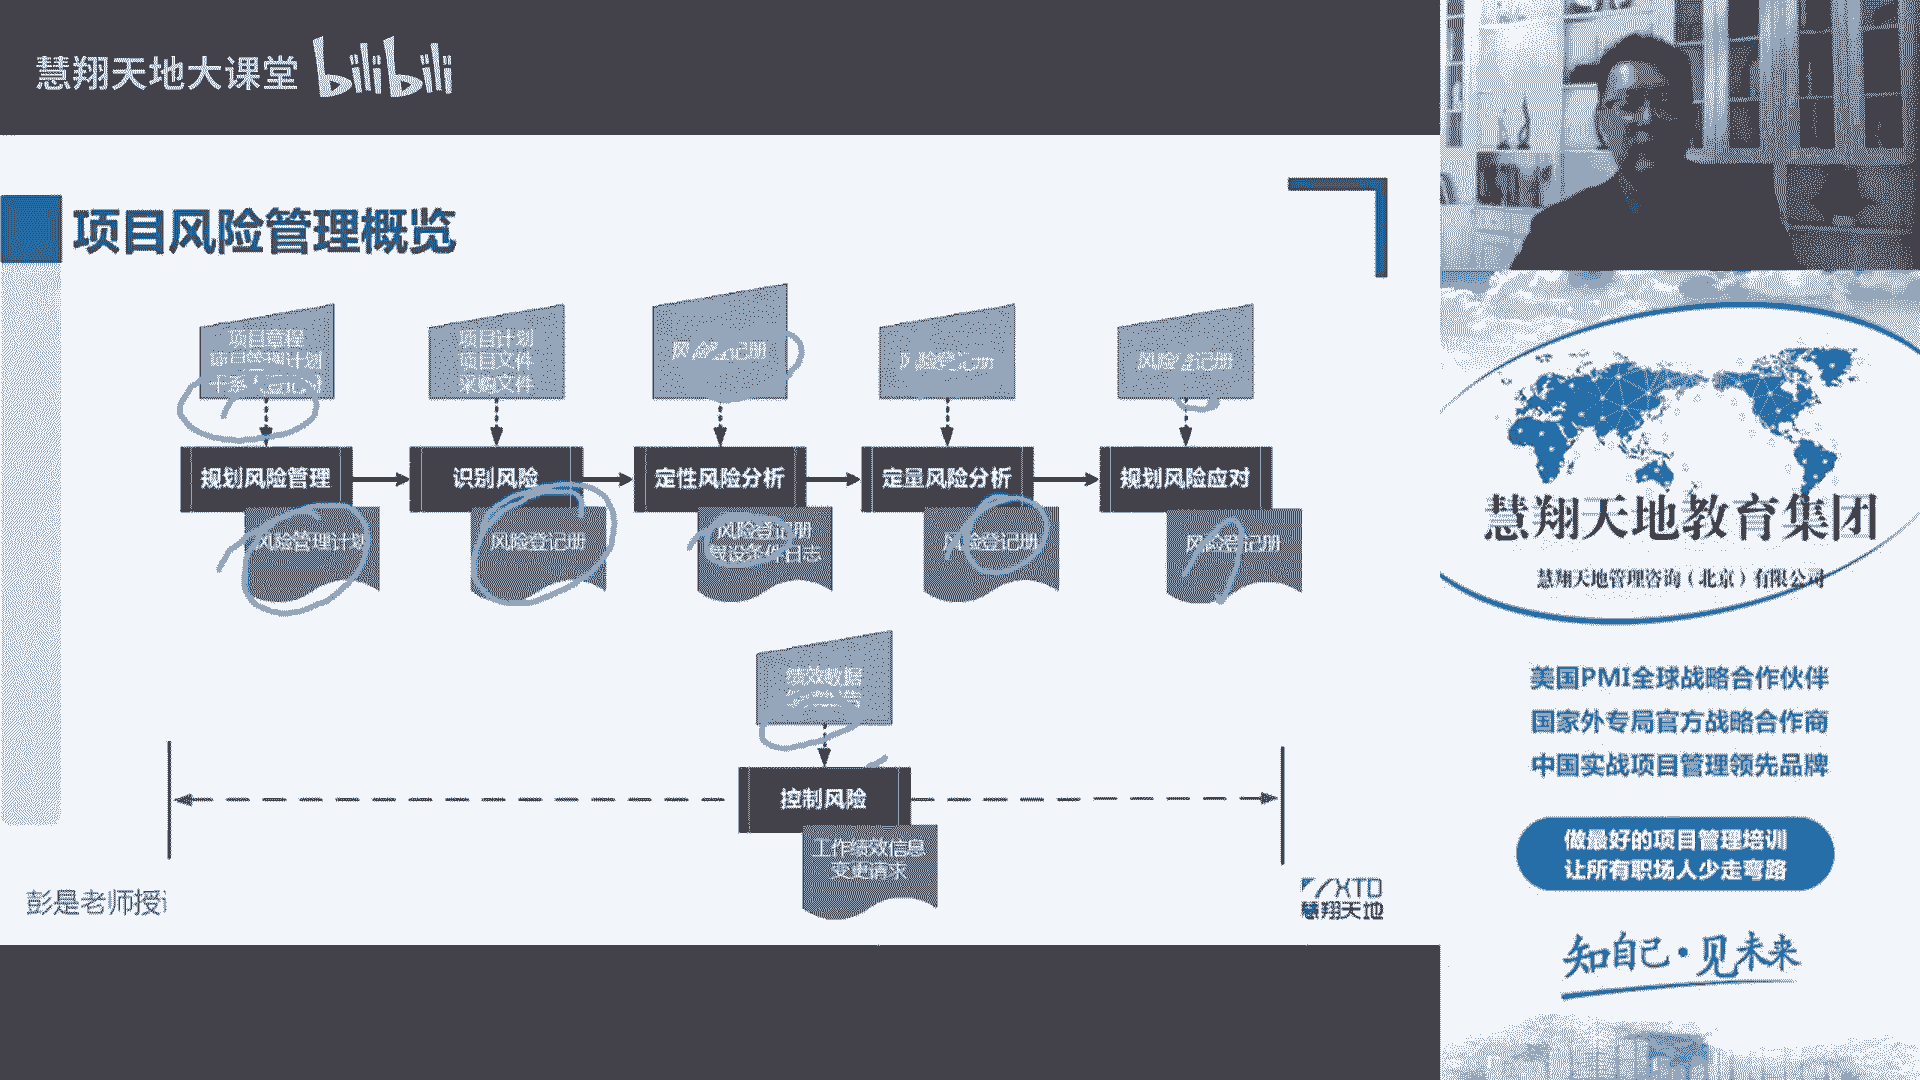 慧翔天地大课堂 bilibili
项目风险管理概览
项目章程
项目管理计划
项目计划
项目文件
采购文件
风险登记册
风险登记册
风险登记册
规划风险管理
识别风险
定性风险分析
定量风险分析
规划风险应对
风险管理计划
风险登记册
风险登记册
假设条件日志
风险登记册
风险登记册
绩效数据
控制风险
工作绩效信息
变更请求
彭是老师授
XTD
慧翔天地
慧翔天地教育集团
慧翔天地管理咨询（北京）有限公司
美国PMI全球战略合作伙伴
国家外专局官方战略合作商
中国实战项目管理领先品牌
做最好的项目管理培训
让所有职场人少走弯路
知自己·见未来